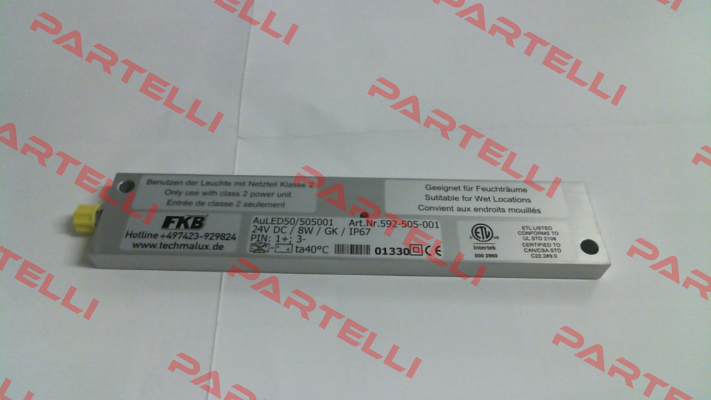 PARTELLI
PARTELLI
PARTELLI
PARTELLI
PARTELLI
PARTELLI
PARTELLI
PARTELLI
Benutzen der Leuchte mit Netzteil Klasse 2
Only use with class 2 power unit
Entrée de classe 2 seulement
Geeignet für Feuchträume
Sutitable for Wet Locations
Convient aux endroits mouillés
FKB
Hotline +497423-929824
www.techmalux.de
AuLED50/505001 Art.Nr.592-505-001
24V DC / 8W / GK / IP67
PIN: 1+; 3-
ta40°C 01330 CE
ETL
Intertek
ETL LISTED
CONFORMS TO
UL STD 2108
CERTIFIED TO
CAN/CSA STD
C22.2#9.0